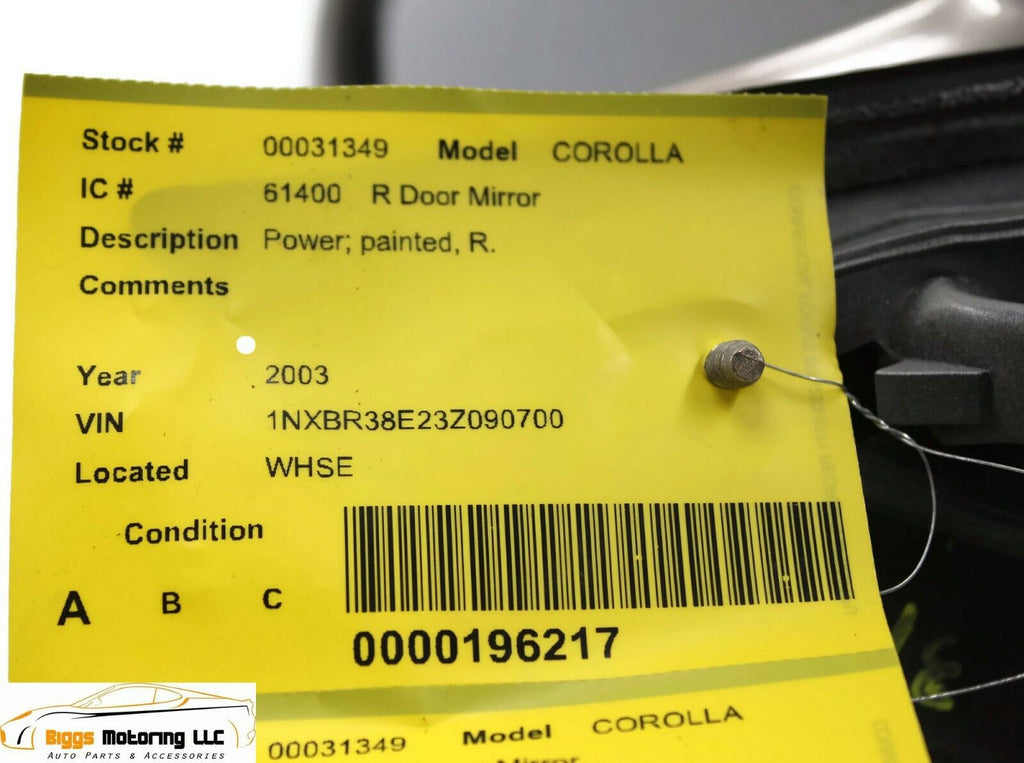 Stock # 00031349 Model COROLLA
IC # 61400 R Door Mirror
Description Power; painted, R.
Comments
Year 2003
VIN 1NXBR38E23Z090700
Located WHSE
Condition
A B C
0000196217
00031349 Model COROLLA
Mirror
Biggs Motoring LLC
Auto Parts & Accessories